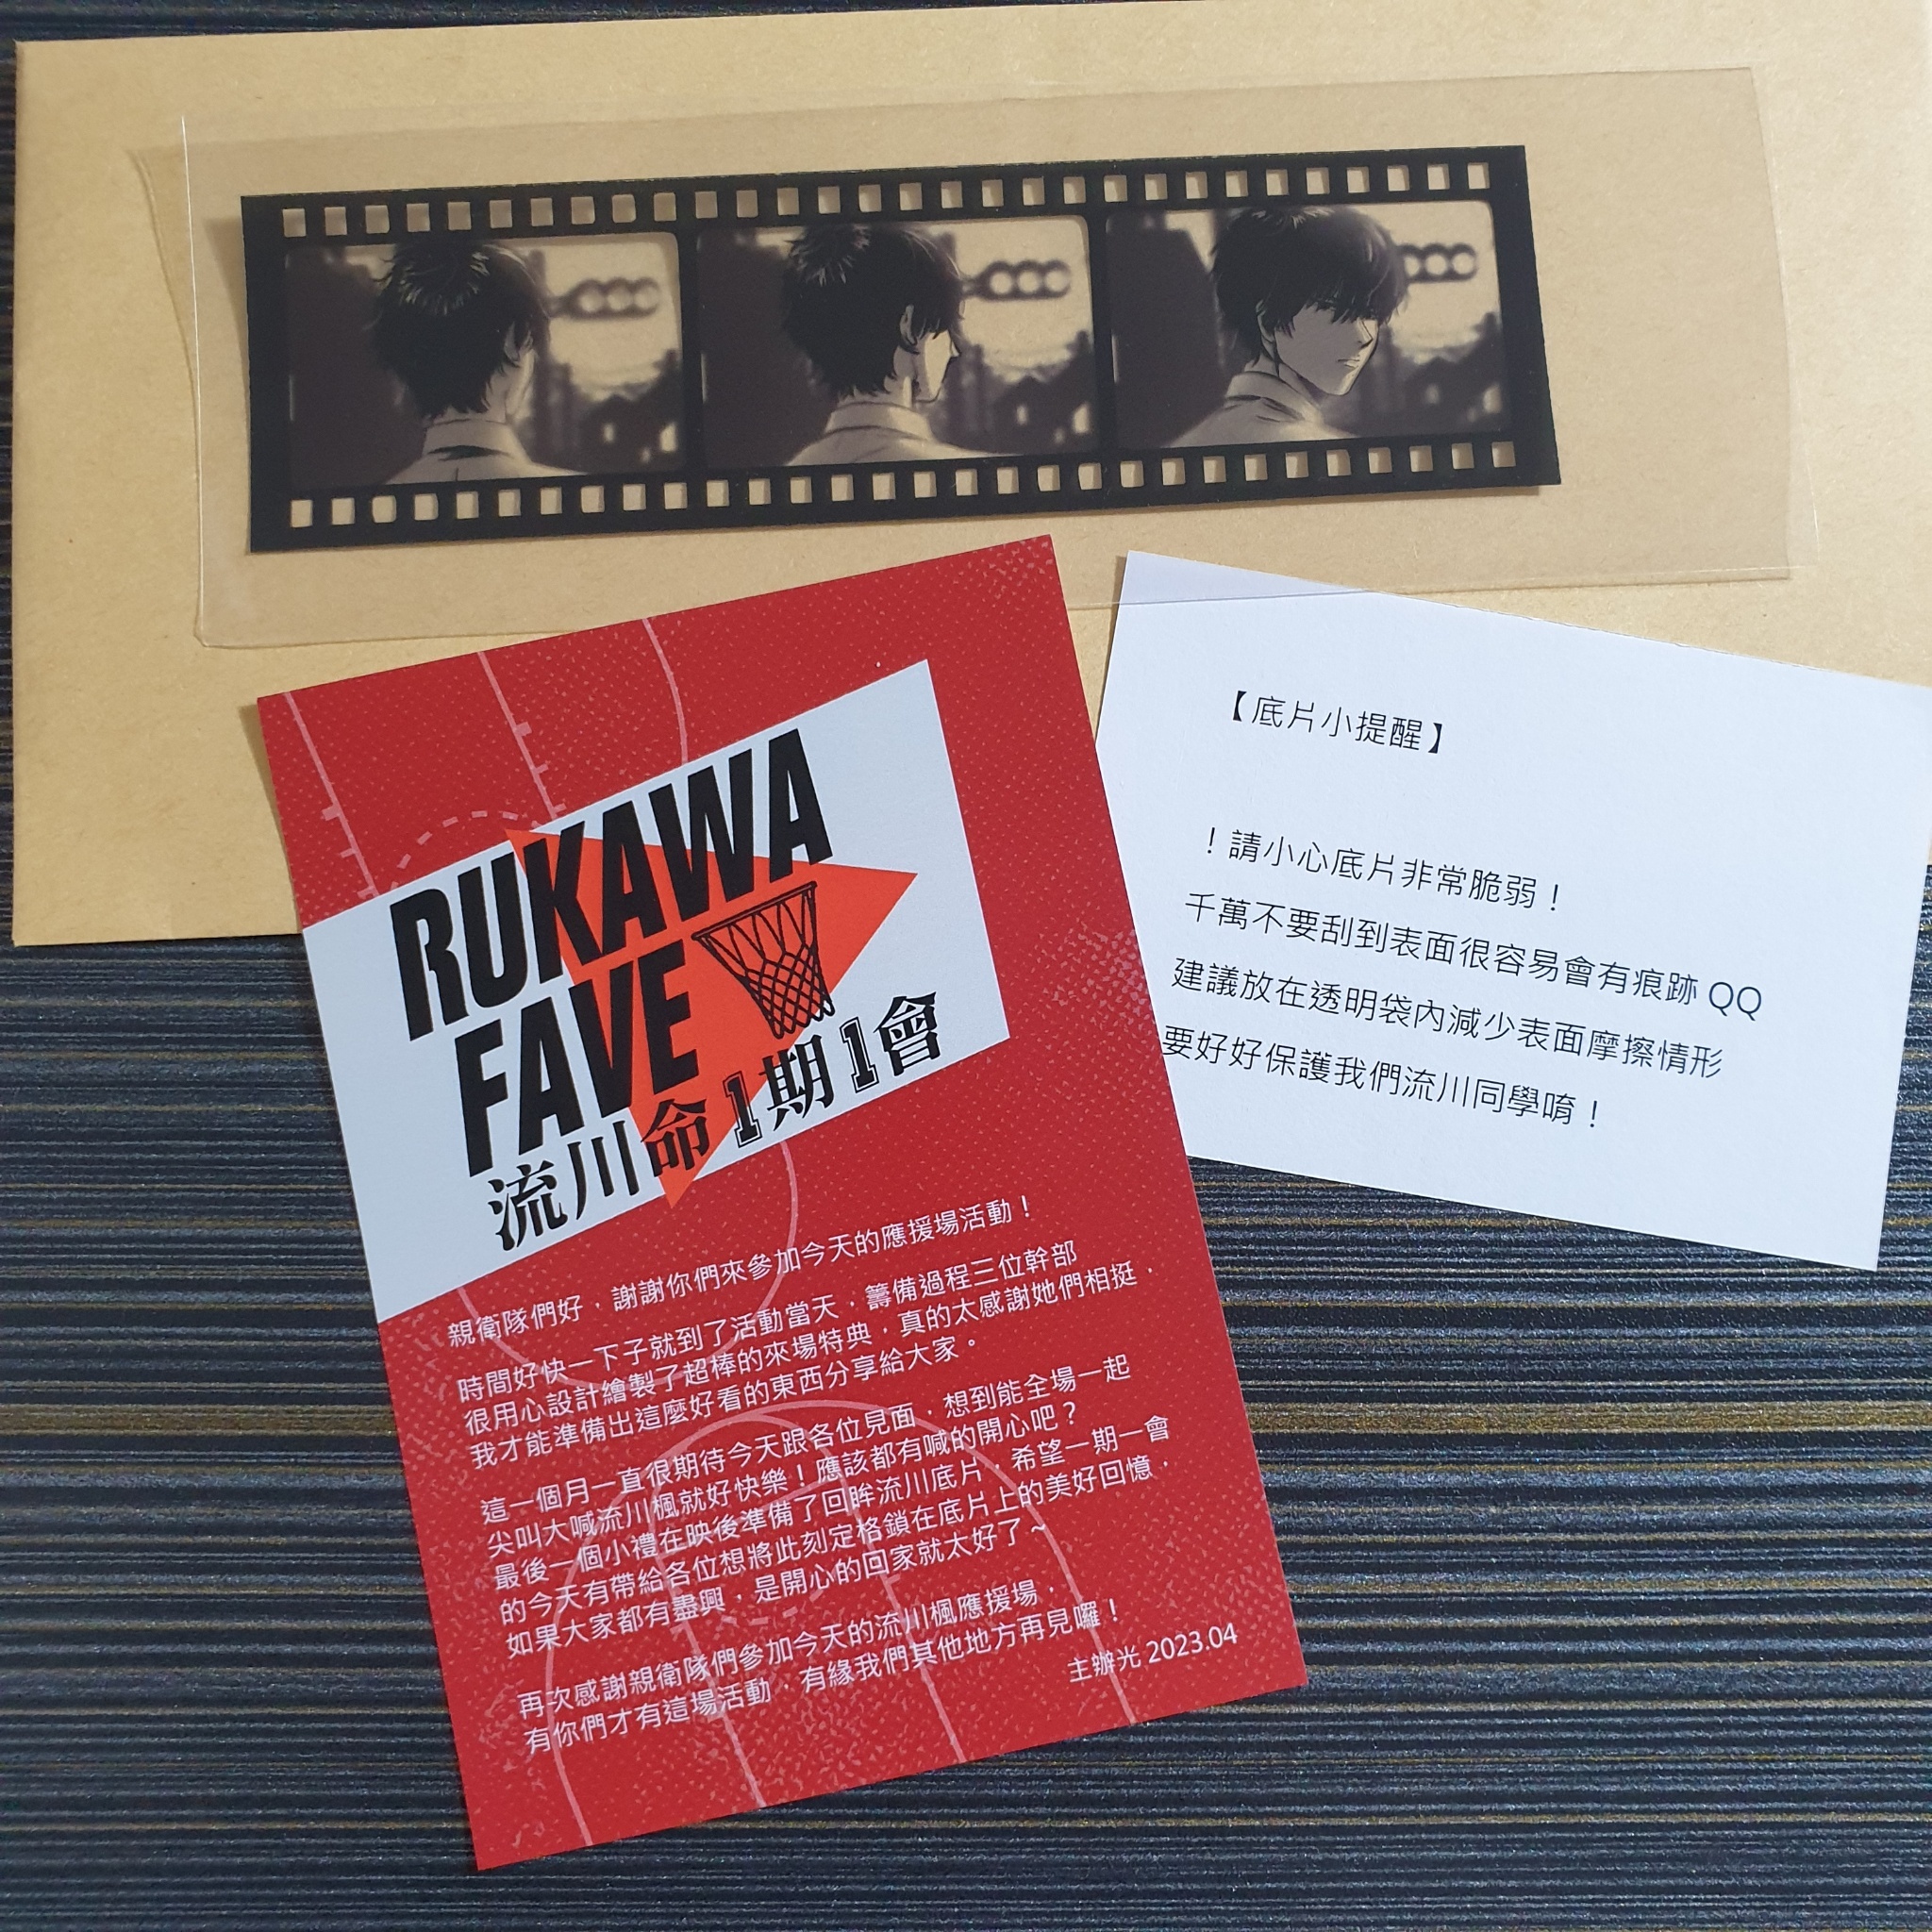 RUKAWA
FAVE
流川命1期1會
親衛隊們好，謝謝你們來參加今天的應援場活動！
時間好快一下子就到了活動當天，籌備過程三位幹部
很用心設計繪製了超棒的來場特典，真的太感謝她們相挺，
我才能準備出這麼好看的東西分享給大家。
這一個月一直很期待今天跟各位見面，想到能全場一起
尖叫大喊流川楓就好快樂！應該都有喊的開心吧？
最後一個小禮在映後準備了回眸流川底片，希望一期一會
的今天有帶給各位想將此刻定格鎖在底片上的美好回憶，
如果大家都有盡興，是開心的回家就太好了～
再次感謝親衛隊們參加今天的流川楓應援場，
有你們才有這場活動，有緣我們其他地方再見囉！
主辦光 2023.04
【底片小提醒】
！請小心底片非常脆弱！
千萬不要刮到表面很容易會有痕跡 QQ
建議放在透明袋內減少表面摩擦情形
要好好保護我們流川同學唷！